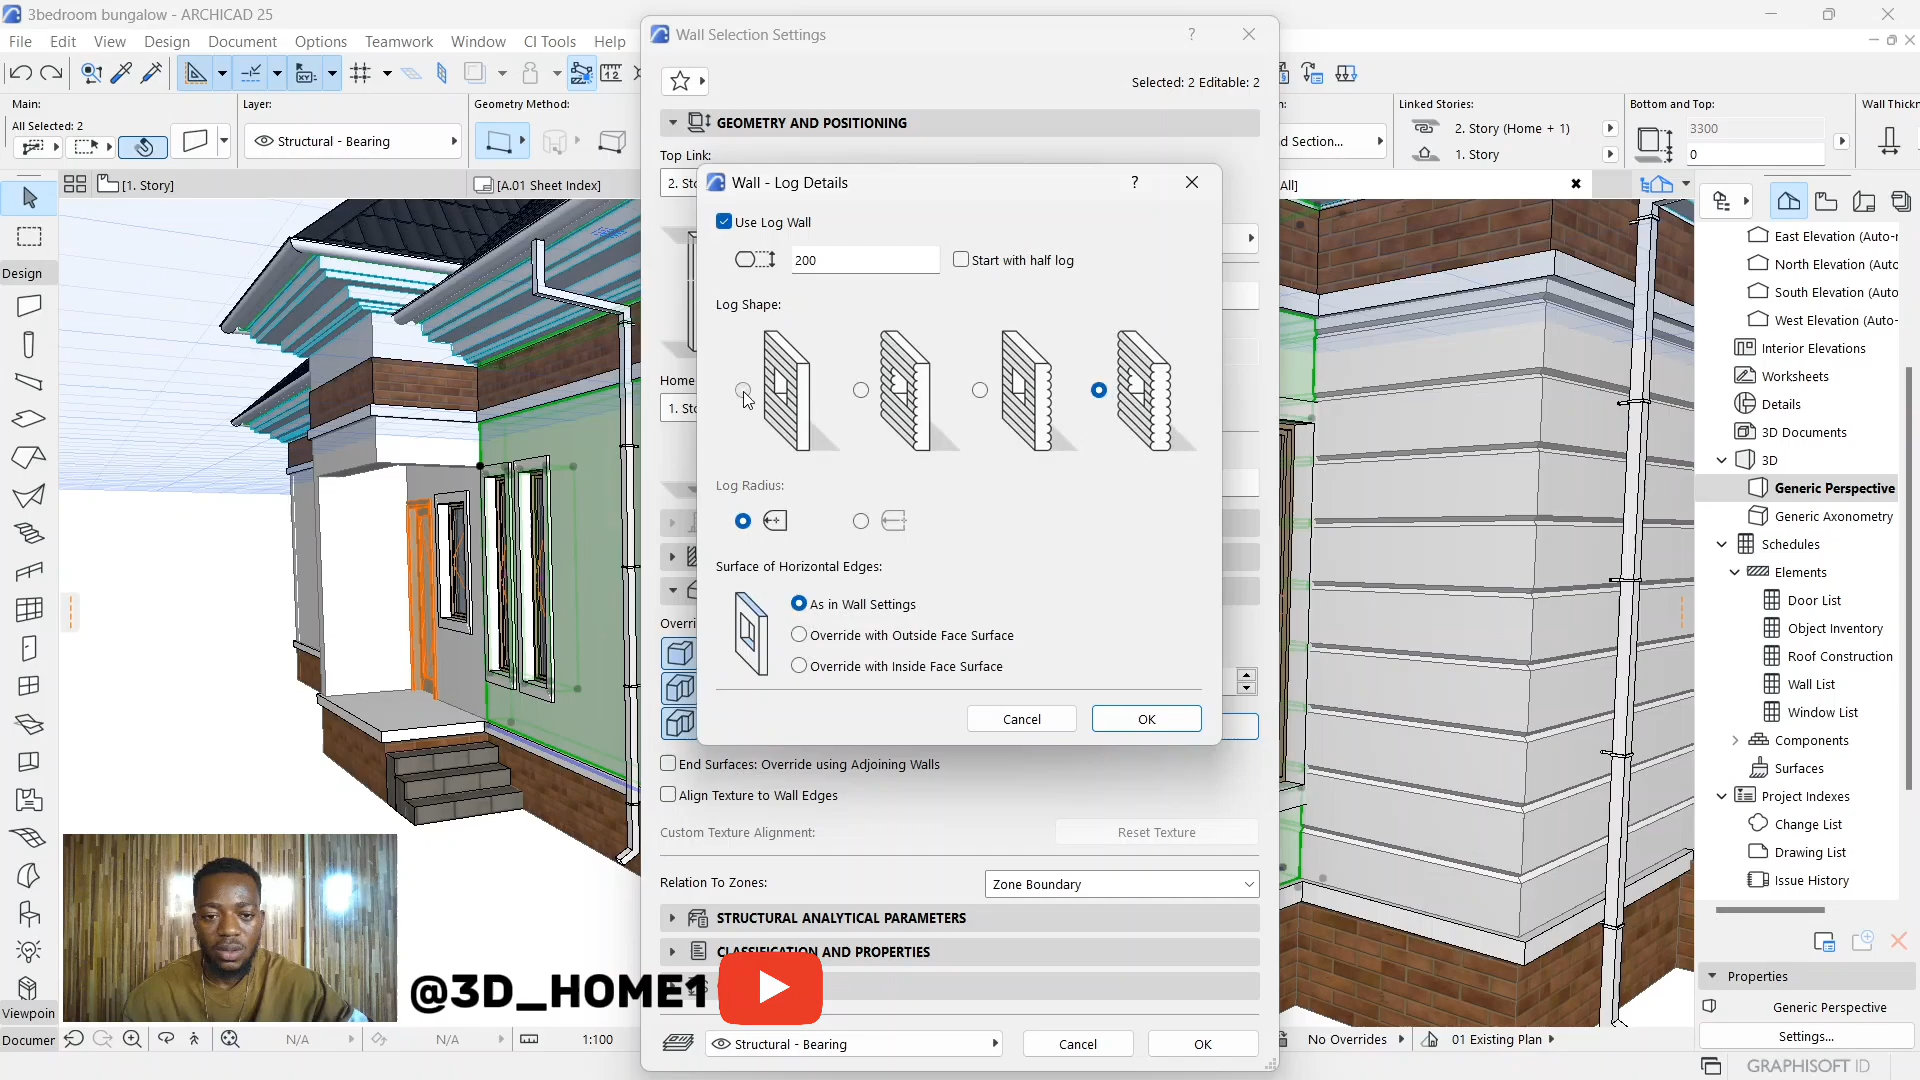 3bedroom bungalow - ARCHICAD 25
File Edit View Design Document Options Teamwork Window CI Tools Help
Main:
All Selected: 2
Layer:
Structural - Bearing
Geometry Method:
d Section...
Linked Stories:
2. Story (Home + 1)
1. Story
Bottom and Top:
3300
0
Wall Thickn
[1. Story]
[A.01 Sheet Index]
All]
Design
Viewpoin
Documen
Wall Selection Settings
?
Selected: 2 Editable: 2
GEOMETRY AND POSITIONING
Top Link:
2. Sto
Home
1. Sto
Overri
Wall - Log Details
?
Use Log Wall
200
Start with half log
Log Shape:
Log Radius:
Surface of Horizontal Edges:
As in Wall Settings
Override with Outside Face Surface
Override with Inside Face Surface
Cancel
OK
End Surfaces: Override using Adjoining Walls
Align Texture to Wall Edges
Custom Texture Alignment:
Reset Texture
Relation To Zones:
Zone Boundary
STRUCTURAL ANALYTICAL PARAMETERS
CLASSIFICATION AND PROPERTIES
@3D_HOME1
Structural - Bearing
Cancel
OK
East Elevation (Auto-r
North Elevation (Auto
South Elevation (Auto
West Elevation (Auto-
Interior Elevations
Worksheets
Details
3D Documents
3D
Generic Perspective
Generic Axonometry
Schedules
Elements
Door List
Object Inventory
Roof Construction
Wall List
Window List
Components
Surfaces
Project Indexes
Change List
Drawing List
Issue History
Properties
Generic Perspective
Settings...
N/A
N/A
1:100
No Overrides
01 Existing Plan
GRAPHISOFT ID